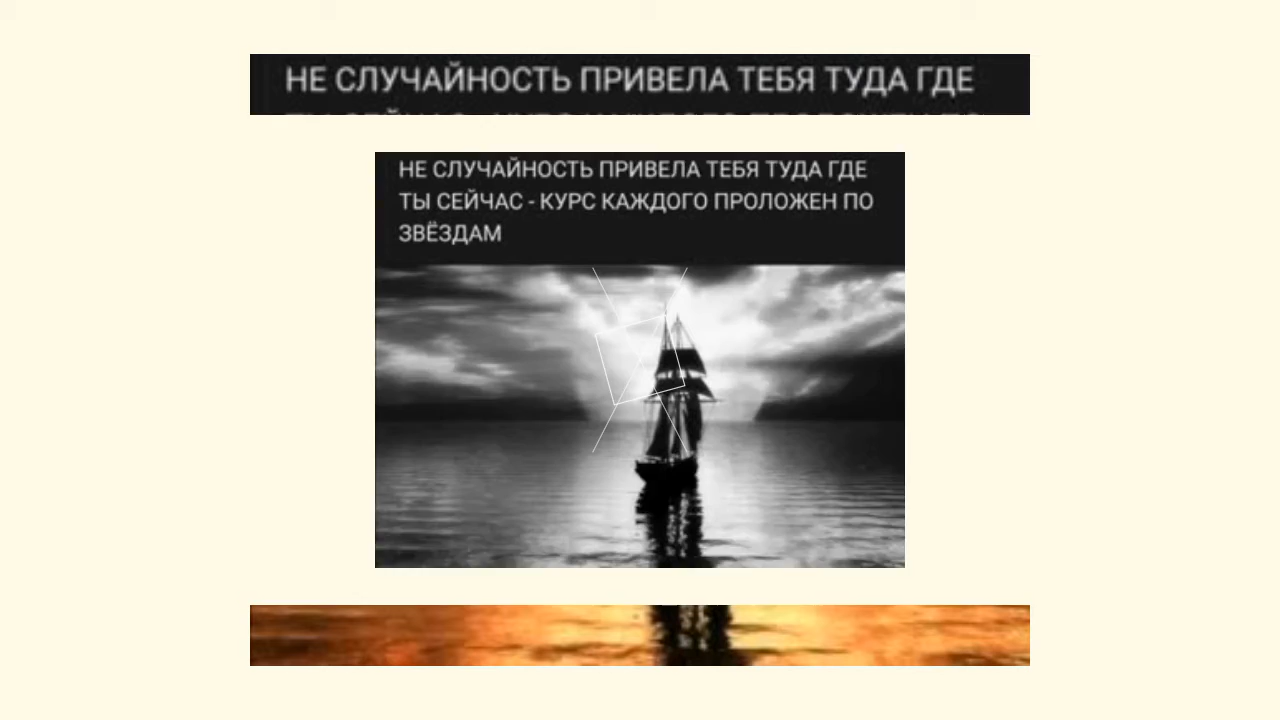 НЕ СЛУЧАЙНОСТЬ ПРИВЕЛА ТЕБЯ ТУДА ГДЕ
НЕ СЛУЧАЙНОСТЬ ПРИВЕЛА ТЕБЯ ТУДА ГДЕ
ТЫ СЕЙЧАС - КУРС КАЖДОГО ПРОЛОЖЕН ПО
ЗВЁЗДАМ